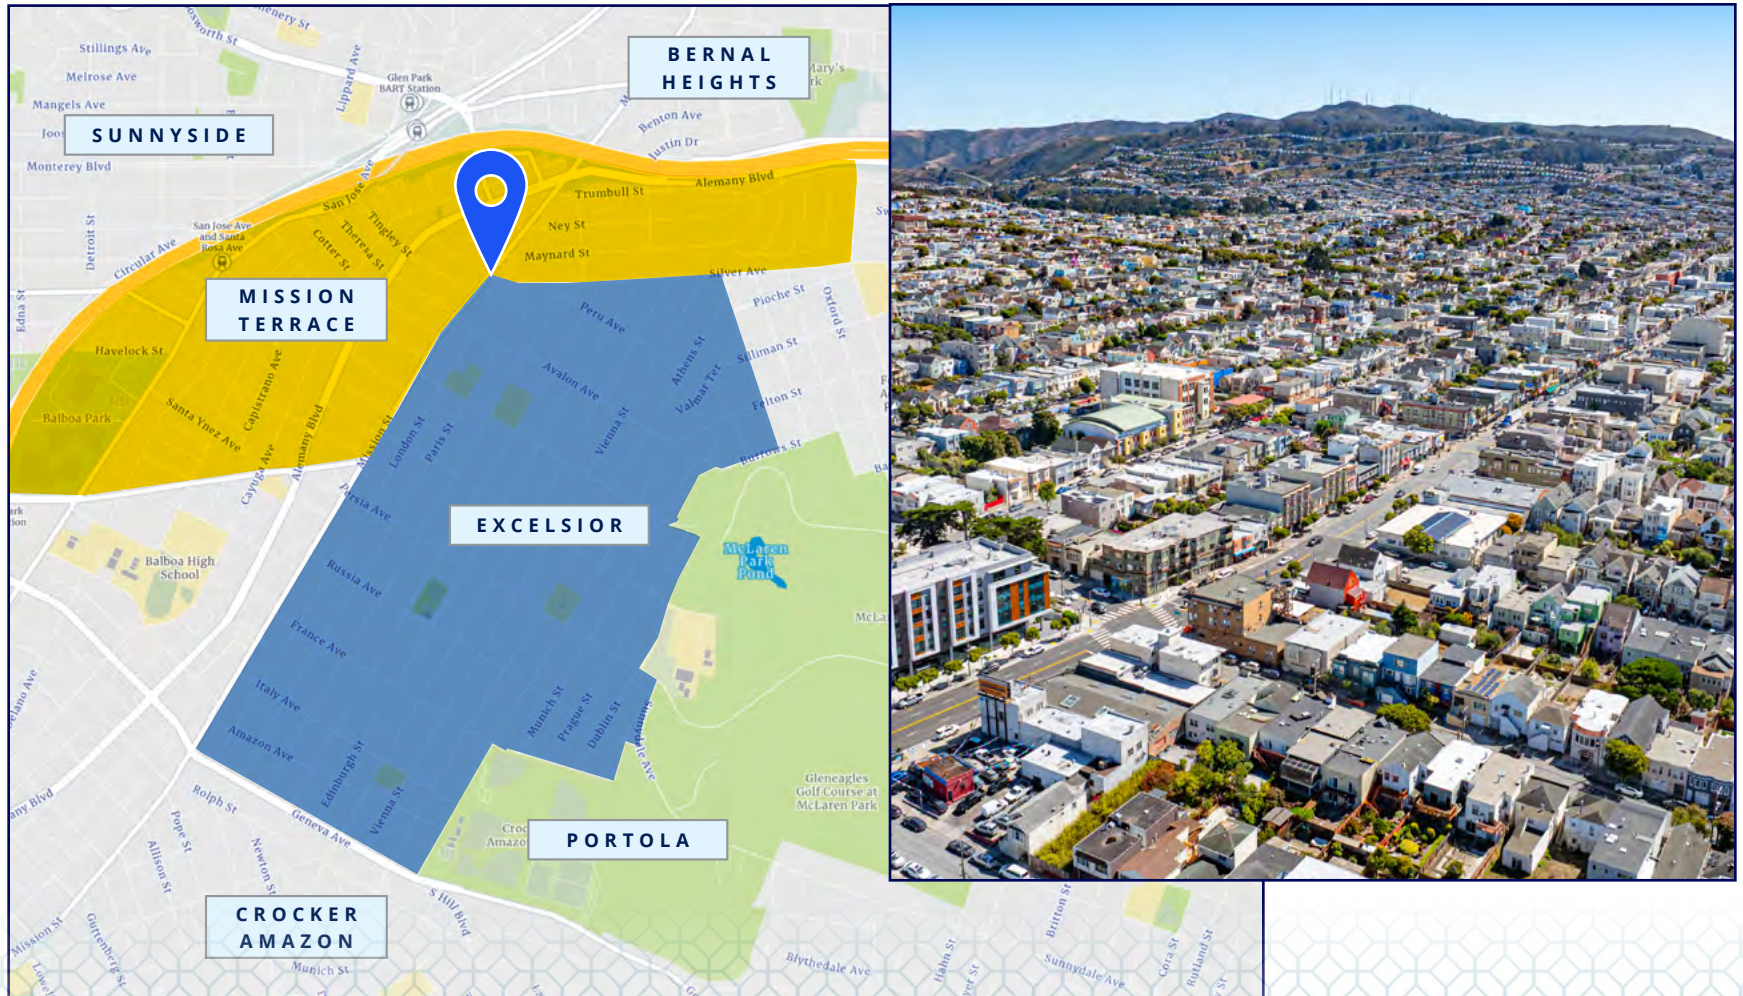 Stillings Ave
Melrose Ave
Mangels Ave
SUNNYSIDE
Monterey Blvd
Lippard Ave
Glen Park
BART Station
BERNAL
HEIGHTS
Benton Ave
Justin Dr
Trumbull St
Alemany Blvd
Ney St
Maynard St
Silver Ave
San Jose Ave
Tingley St
Theresa St
Cotter St
San Jose Ave
and Santa
Rosa Ave
Detroit St
Circular Ave
Edna St
MISSION
TERRACE
Havelock St
Balboa Park
Santa Ynez Ave
Capistrano Ave
Cayuga Ave
Alemany Blvd
Mission St
London St
Paris St
Peru Ave
Avalon Ave
Athens St
Valmar Ter
Vienna St
Pioche St
Oxford St
Silliman St
Felton St
Burrows St
Persia Ave
EXCELSIOR
McLaren
Park
Pond
Balboa High
School
Russia Ave
France Ave
Italy Ave
Amazon Ave
Munich St
Prague St
Dublin St
Edinburgh St
Vienna St
Geneva Ave
Gleneagles
Golf Course at
McLaren Park
PORTOLA
Rolph St
Pope St
Allison St
Newton St
CROCKER
AMAZON
S Hill Blvd
Mission St
Guttenberg St
Munich St
Blythedale Ave
Hahn St
Britton St
Sunnydale Ave
Cora St
Rutland St